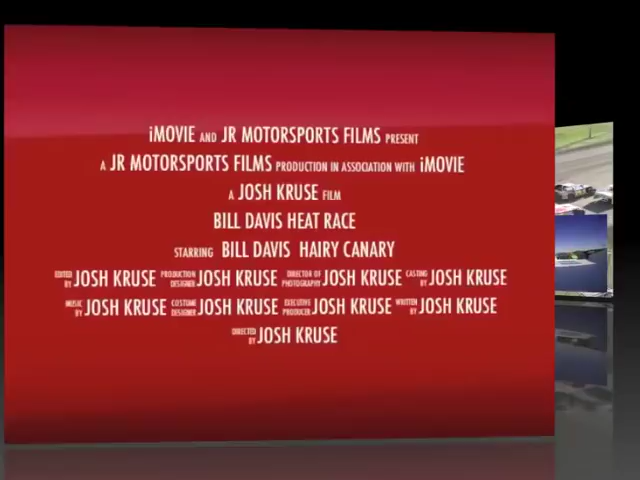 iMOVIE AND JR MOTORSPORTS FILMS PRESENT
A JR MOTORSPORTS FILMS PRODUCTION IN ASSOCIATION WITH iMOVIE
A JOSH KRUSE FILM
BILL DAVIS HEAT RACE
STARRING BILL DAVIS HAIRY CANARY
EDITED BY JOSH KRUSE PRODUCTION DESIGNER JOSH KRUSE DIRECTOR OF PHOTOGRAPHY JOSH KRUSE CASTING BY JOSH KRUSE
MUSIC BY JOSH KRUSE COSTUME DESIGNER JOSH KRUSE EXECUTIVE PRODUCER JOSH KRUSE WRITTEN BY JOSH KRUSE
DIRECTED BY JOSH KRUSE